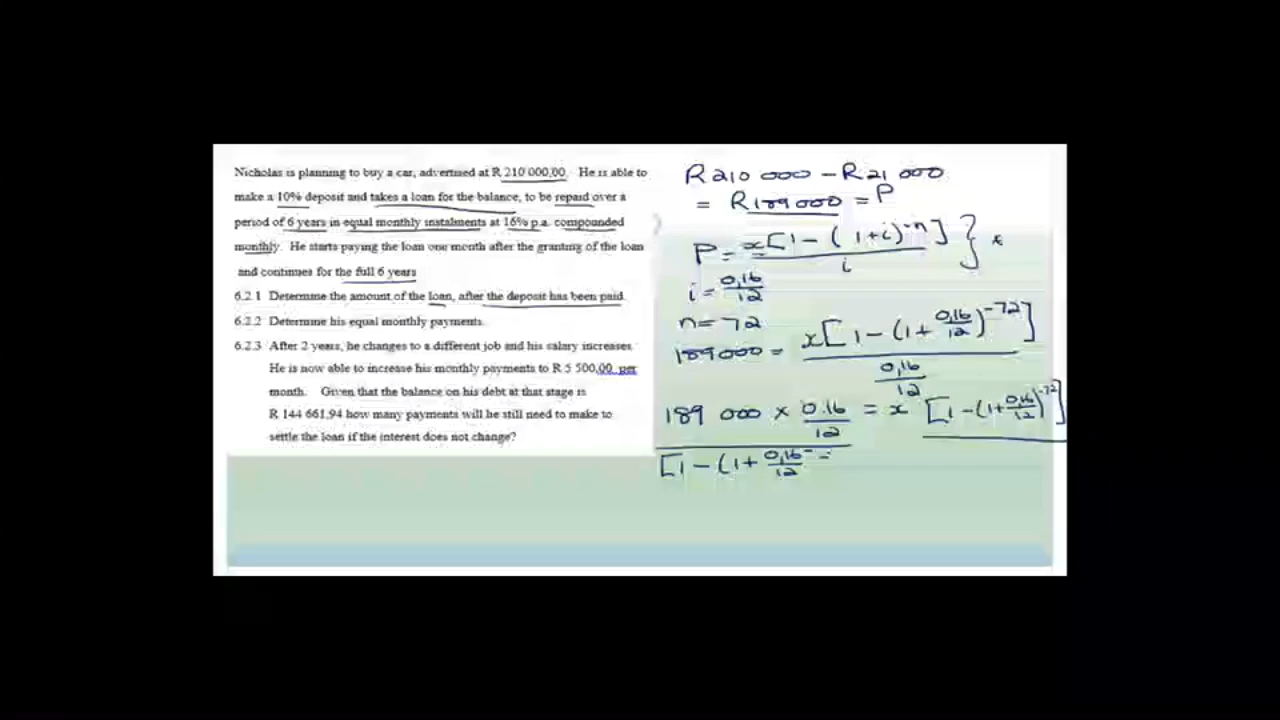 Nicholas is planning to buy a car, advertised at R 210 000,00. He is able to
make a 10% deposit and takes a loan for the balance, to be repaid over a
period of 6 years in equal monthly instalments at 16% p.a. compounded
monthly. He starts paying the loan one month after the granting of the loan
and continues for the full 6 years
6.2.1 Determine the amount of the loan, after the deposit has been paid.
6.2.2 Determine his equal monthly payments.
6.2.3 After 2 years, he changes to a different job and his salary increases.
He is now able to increase his monthly payments to R 5 500,00 per
month. Given that the balance on his debt at that stage is
R 144 661,94 how many payments will he still need to make to
settle the loan if the interest does not change?
R210 000 - R21 000
= R189000 = P
P = x[1 - (1+i)^-n] } *
i
i = 0,16
12
n = 72
189000 = x[1 - (1 + 0,16/12)^-72]
0,16
12
189 000 × 0.16 = x [1 - (1+ 0,16/12)^-72]
12
[1 - (1+ 0,16
12